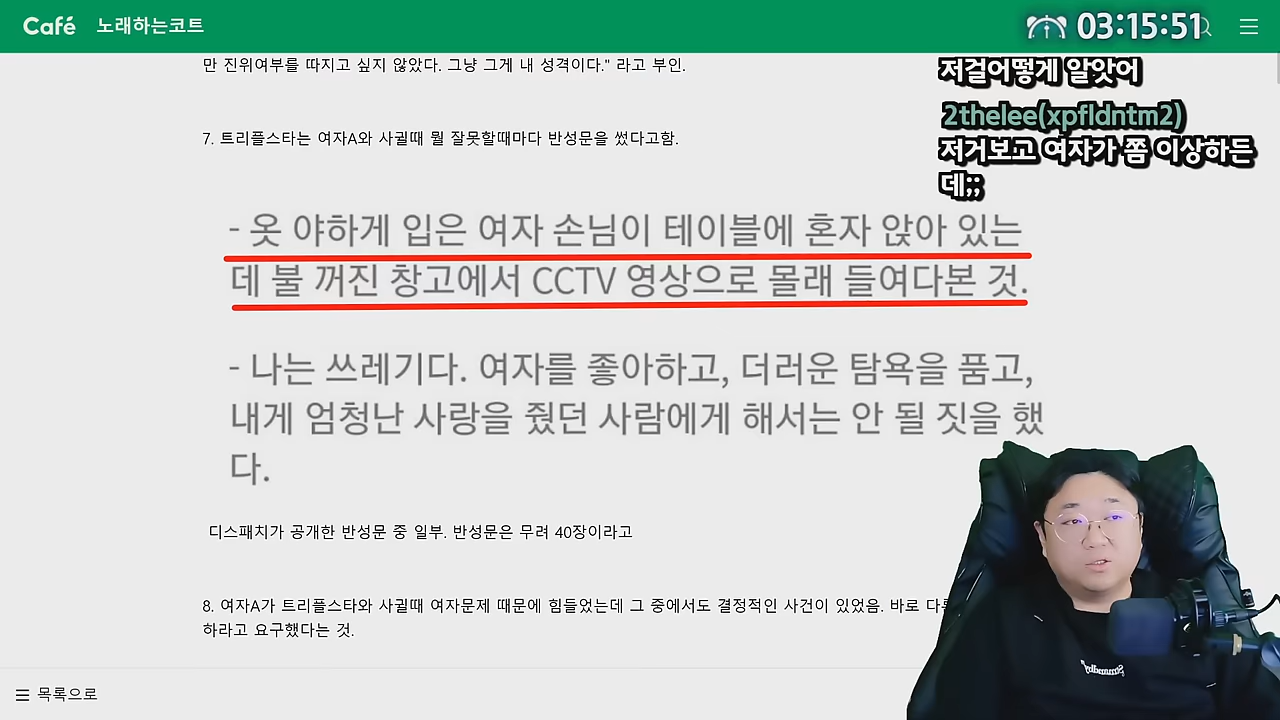 Café 노래하는코트
03:15:51
만 진위여부를 따지고 싶지 않았다. 그냥 그게 내 성격이다." 라고 부인.
저걸어떻게 알앗어
2thelee(xpfldntm2)
저거보고 여자가 쫌 이상하든
데;;
7. 트리플스타는 여자A와 사귈때 뭘 잘못할때마다 반성문을 썼다고함.
- 옷 야하게 입은 여자 손님이 테이블에 혼자 앉아 있는
데 불 꺼진 창고에서 CCTV 영상으로 몰래 들여다본 것.
- 나는 쓰레기다. 여자를 좋아하고, 더러운 탐욕을 품고,
내게 엄청난 사랑을 줬던 사람에게 해서는 안 될 짓을 했
다.
디스패치가 공개한 반성문 중 일부. 반성문은 무려 40장이라고
8. 여자A가 트리플스타와 사귈때 여자문제 때문에 힘들었는데 그 중에서도 결정적인 사건이 있었음. 바로
하라고 요구했다는 것.
목록으로